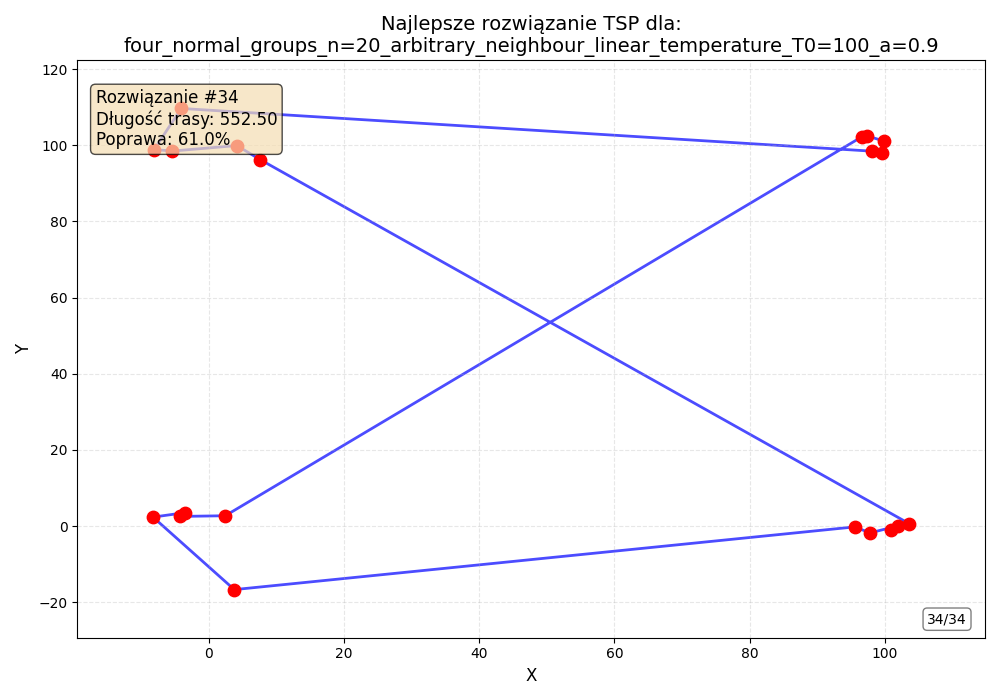 Najlepsze rozwiązanie TSP dla:
four_normal_groups_n=20_arbitrary_neighbour_linear_temperature_T0=100_a=0.9
Rozwiązanie #34
Długość trasy: 552.50
Poprawa: 61.0%
120
100
80
60
40
20
0
−20
Y
34/34
0
20
40
60
80
100
X